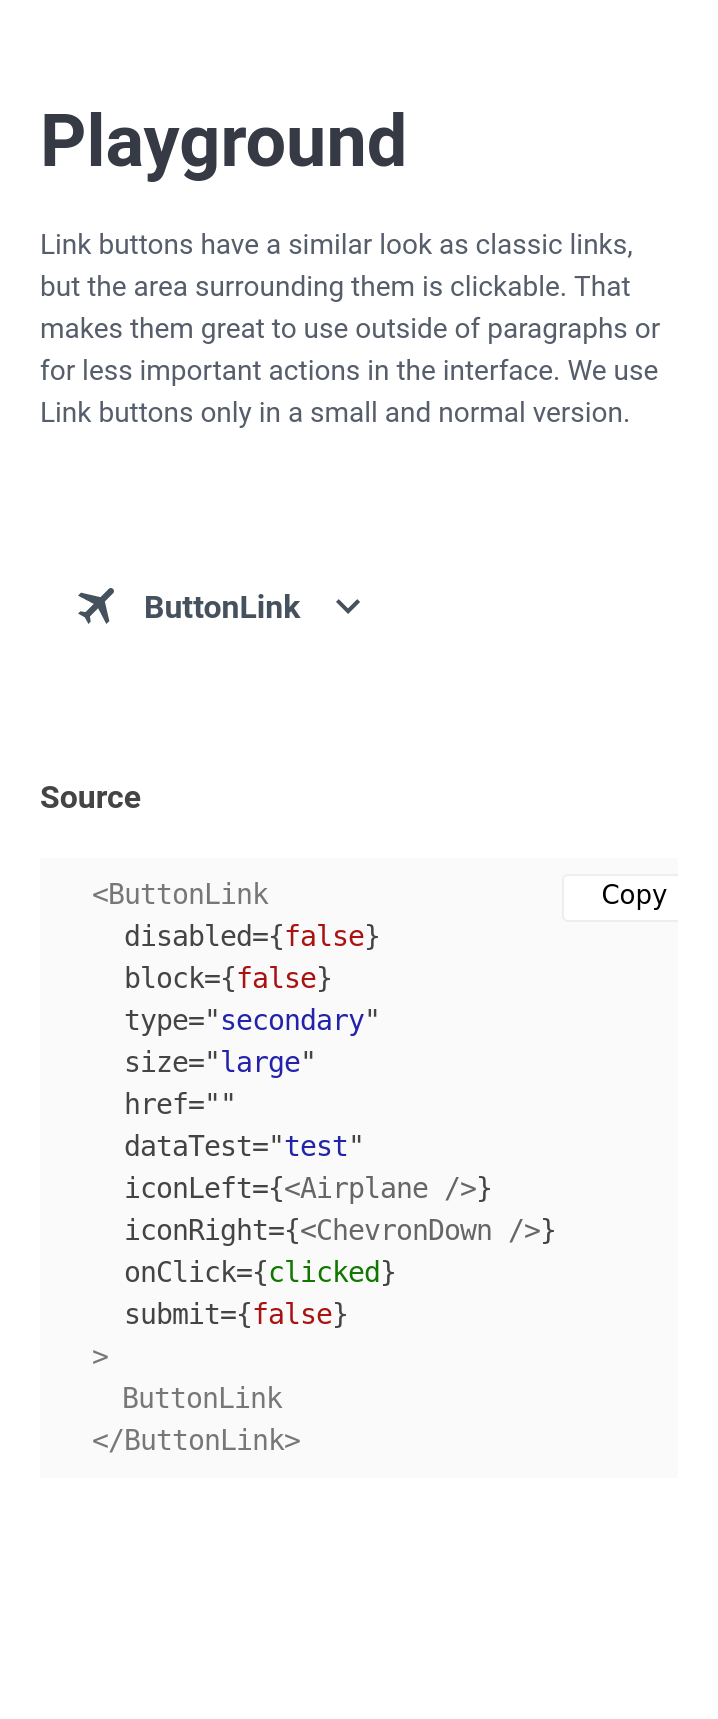 Playground
Link buttons have a similar look as classic links,
but the area surrounding them is clickable. That
makes them great to use outside of paragraphs or
for less important actions in the interface. We use
Link buttons only in a small and normal version.
ButtonLink
Source
<ButtonLink
Copy
disabled={false}
block={false}
type="secondary"
size="large"
href=""
dataTest="test"
iconLeft={<Airplane />}
iconRight={<ChevronDown />}
onClick={clicked}
submit={false}
>
ButtonLink
</ButtonLink>